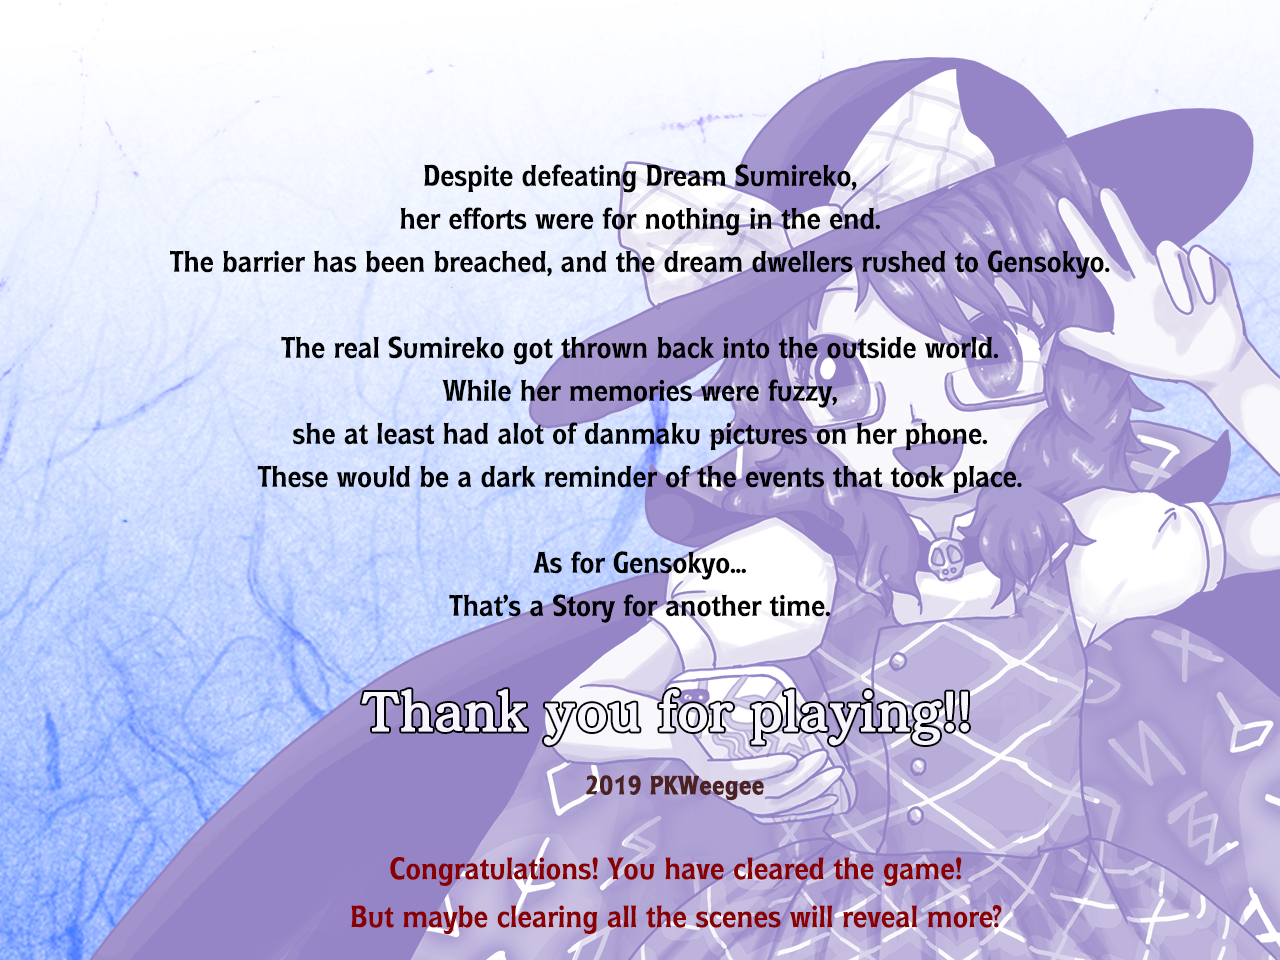 Despite defeating Dream Sumireko,
her efforts were for nothing in the end.
The barrier has been breached, and the dream dwellers rushed to Gensokyo.
The real Sumireko got thrown back into the outside world.
While her memories were fuzzy,
she at least had alot of danmaku pictures on her phone.
These would be a dark reminder of the events that took place.
As for Gensokyo...
That's a Story for another time.
Thank you for playing!!
2019 PKWeegee
Congratulations! You have cleared the game!
But maybe clearing all the scenes will reveal more?